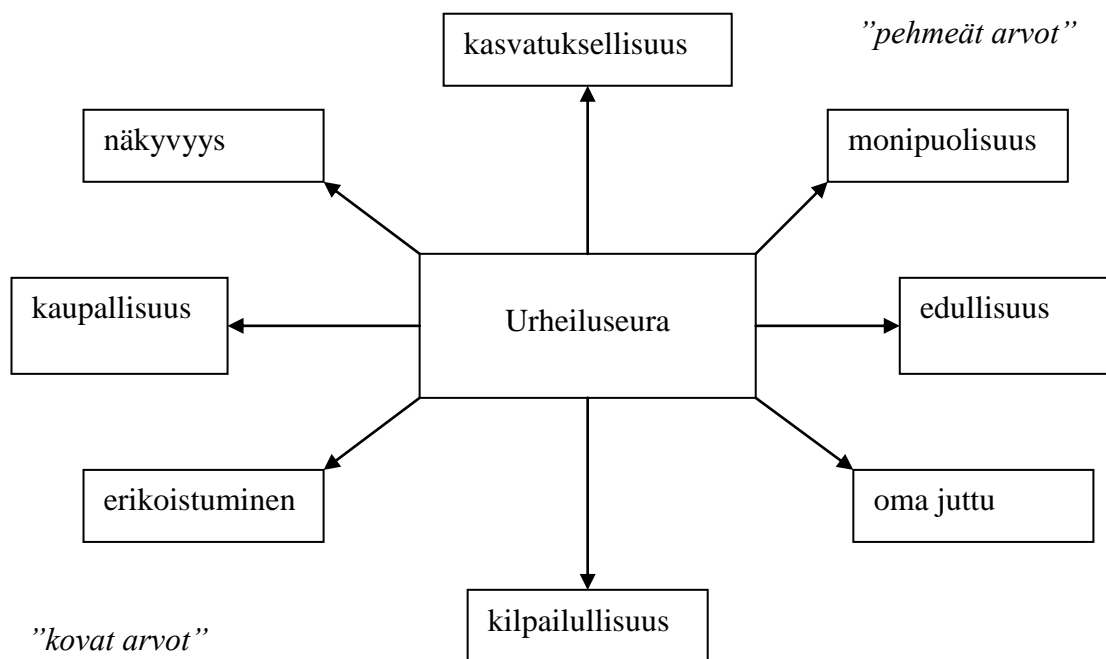 kasvatuksellisuus
”pehmeät arvot”
näkyvyys
monipuolisuus
kaupallisuus
Urheiluseura
edullisuus
erikoistuminen
oma juttu
kilpailullisuus
”kovat arvot”